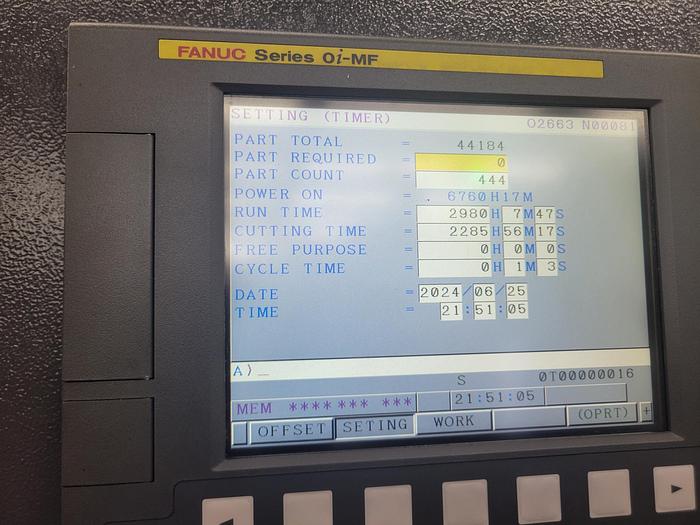 FANUC Series 0i-MF
SETTING (TIMER) O2663 N00081
PART TOTAL = 44184
PART REQUIRED = 0
PART COUNT = 444
POWER ON = 6760H17M
RUN TIME = 2980H 7M47S
CUTTING TIME = 2285H56M17S
FREE PURPOSE = 0H 0M 0S
CYCLE TIME = 0H 1M 3S
DATE = 2024/06/25
TIME = 21:51:05
A)_
S 0T00000016
MEM **** *** *** 21:51:05
OFFSET SETING WORK (OPRT) +